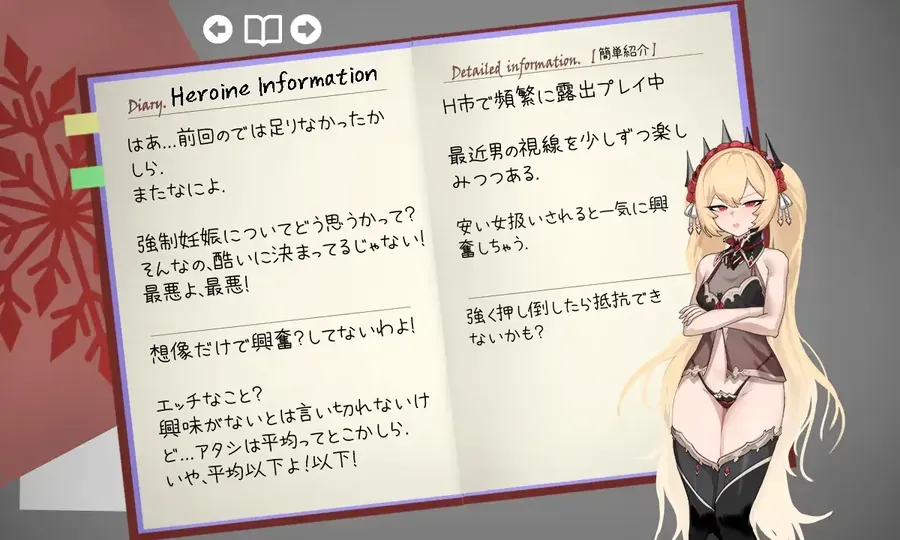 Diary. Heroine Information
はあ…前回のでは足りなかったか
しら.
またなによ.
強制妊娠についてどう思うかって?
そんなの、酷いに決まってるじゃない!
最悪よ、最悪!
想像だけで興奮?してないわよ!
エッチなこと?
興味がないとは言い切れないけ
ど…アタシは平均ってとこかしら.
いや、平均以下よ!以下!
Detailed information. [簡単紹介]
H市で頻繁に露出プレイ中
最近男の視線を少しずつ楽し
みつつある.
安い女扱いされると一気に興
奮しちゃう.
強く押し倒したら抵抗でき
ないかも?